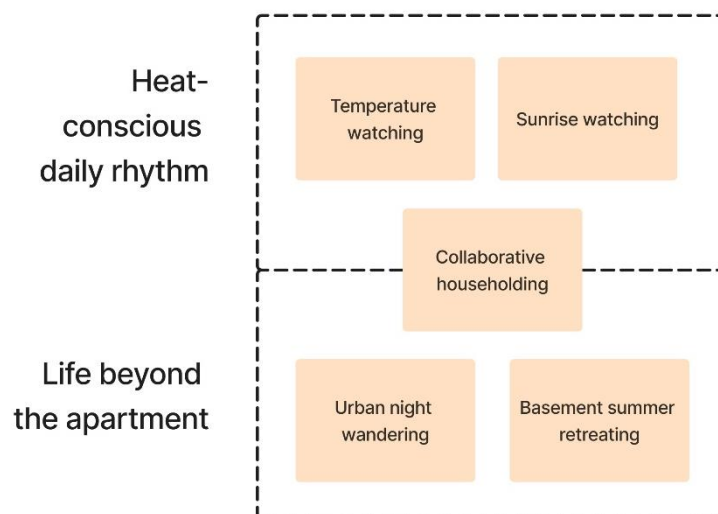 Heat-
conscious
daily rhythm
Temperature
watching
Sunrise watching
Collaborative
householding
Life beyond
the apartment
Urban night
wandering
Basement summer
retreating